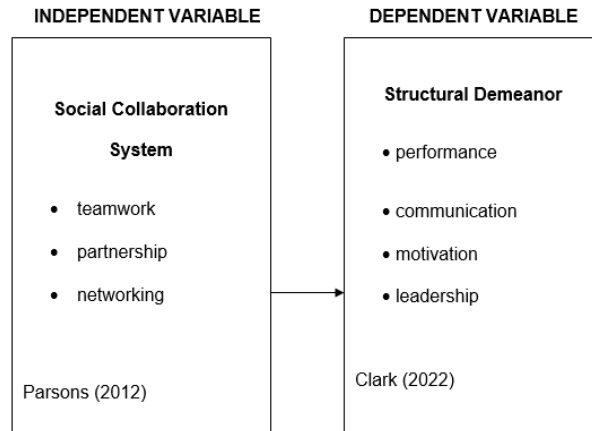 INDEPENDENT VARIABLE
Social Collaboration
System
• teamwork
• partnership
• networking
Parsons (2012)
DEPENDENT VARIABLE
Structural Demeanor
• performance
• communication
• motivation
• leadership
Clark (2022)